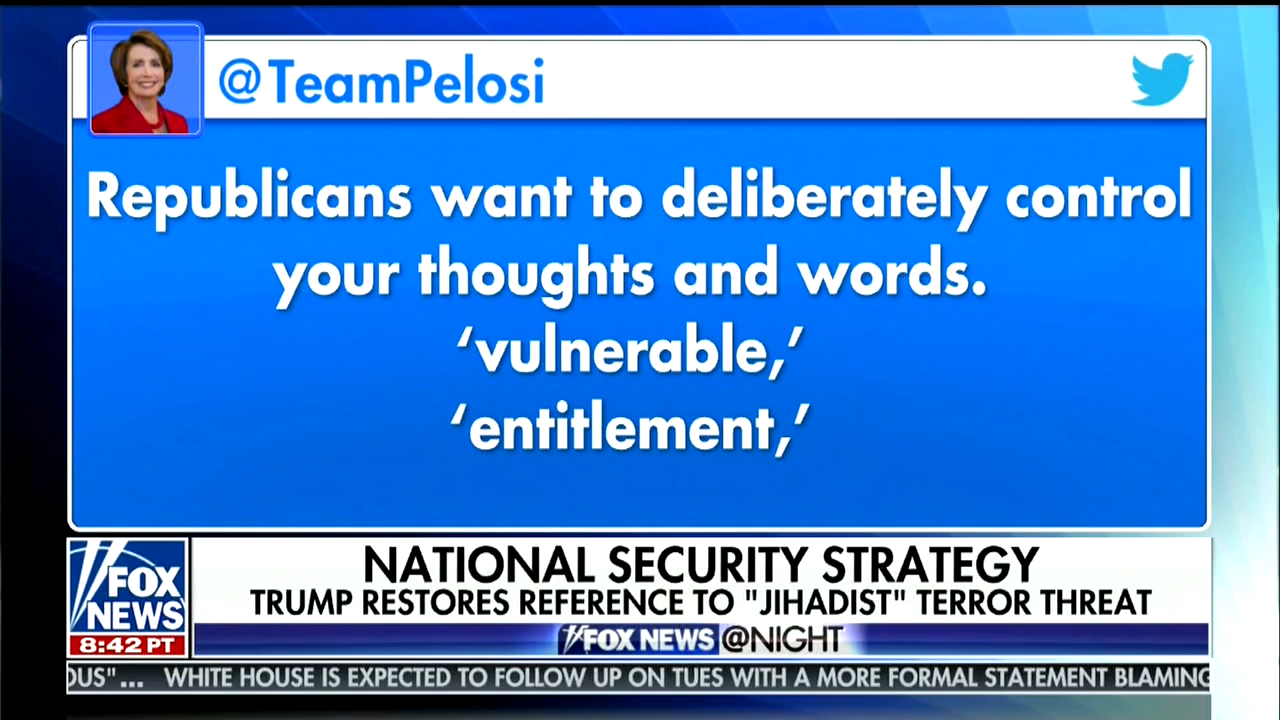 @TeamPelosi
Republicans want to deliberately control
your thoughts and words.
‘vulnerable,’
‘entitlement,’
NATIONAL SECURITY STRATEGY
TRUMP RESTORES REFERENCE TO "JIHADIST" TERROR THREAT
FOX
NEWS
8:42 PT
FOX NEWS @NIGHT
OUS" ... WHITE HOUSE IS EXPECTED TO FOLLOW UP ON TUES WITH A MORE FORMAL STATEMENT BLAMING